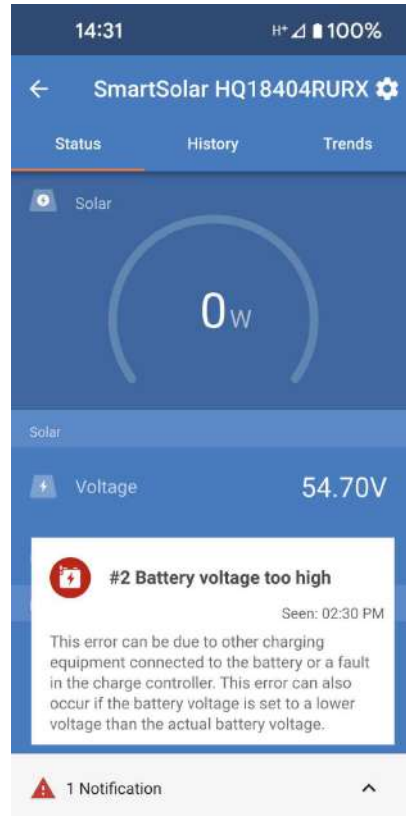 14:31
H+ 100%
SmartSolar HQ18404RURX
Status History Trends
Solar
0W
Solar
Voltage 54.70V
#2 Battery voltage too high
Seen: 02:30 PM
This error can be due to other charging
equipment connected to the battery or a fault
in the charge controller. This error can also
occur if the battery voltage is set to a lower
voltage than the actual battery voltage.
1 Notification